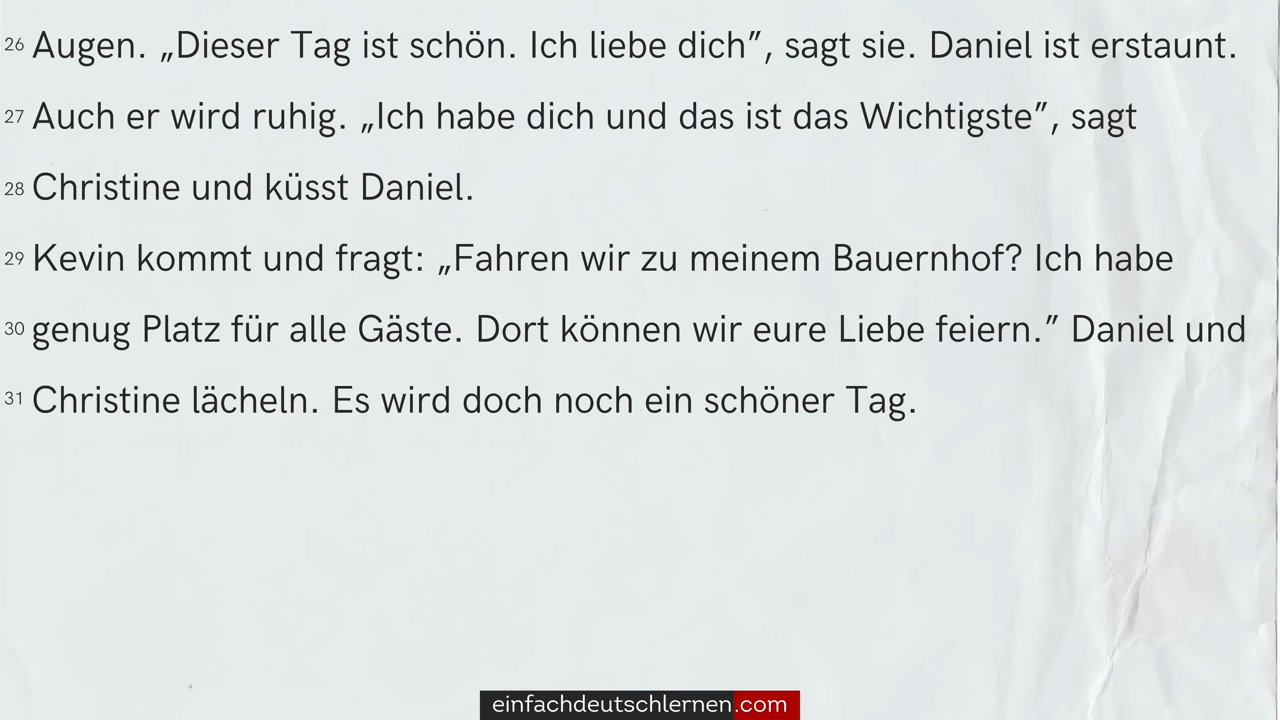 26 Augen. „Dieser Tag ist schön. Ich liebe dich”, sagt sie. Daniel ist erstaunt.
27 Auch er wird ruhig. „Ich habe dich und das ist das Wichtigste”, sagt
28 Christine und küsst Daniel.
29 Kevin kommt und fragt: „Fahren wir zu meinem Bauernhof? Ich habe
30 genug Platz für alle Gäste. Dort können wir eure Liebe feiern.” Daniel und
31 Christine lächeln. Es wird doch noch ein schöner Tag.
einfachdeutschlernen.com